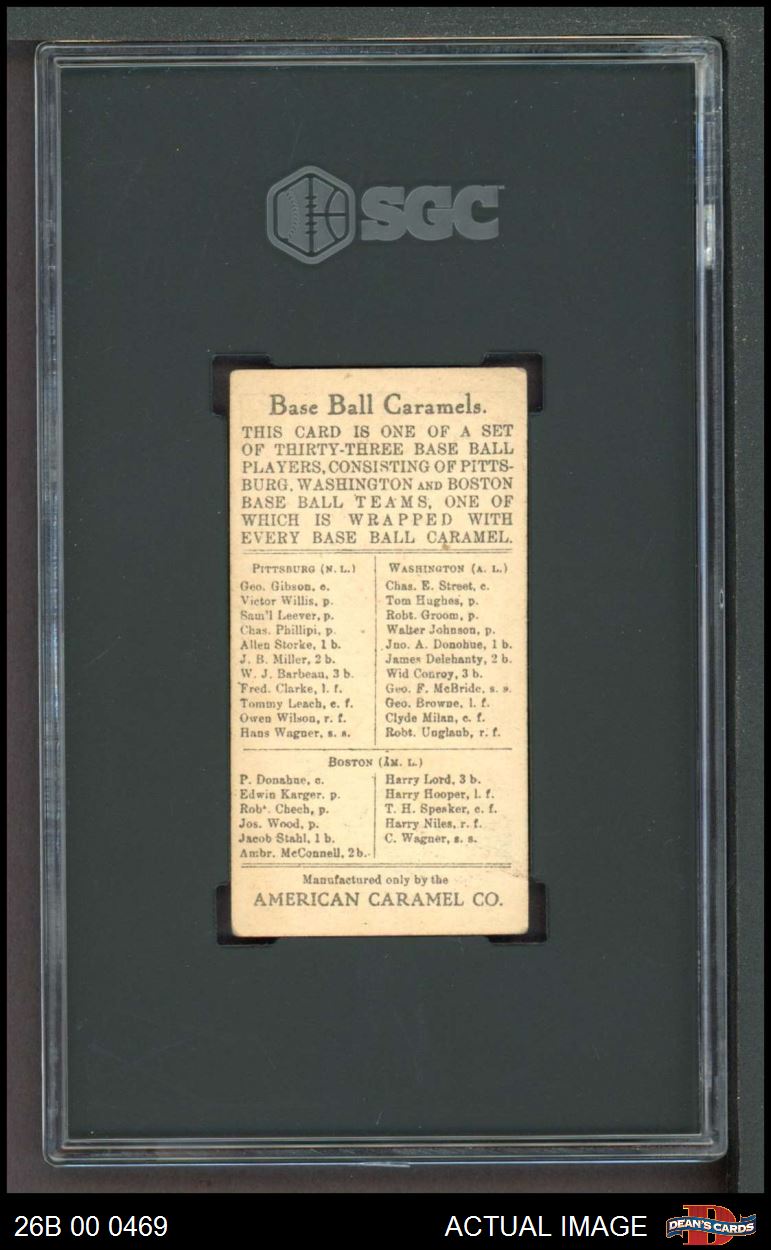 SGC
Base Ball Caramels.
THIS CARD IS ONE OF A SET
OF THIRTY-THREE BASE BALL
PLAYERS, CONSISTING OF PITTS-
BURG, WASHINGTON AND BOSTON
BASE BALL TEAMS, ONE OF
WHICH IS WRAPPED WITH
EVERY BASE BALL CARAMEL.
PITTSBURG (N. L.)
Geo. Gibson, c.
Victor Willis, p.
Sam'l Leever, p.
Chas. Phillipi, p.
Allen Storke, 1 b.
J. B. Miller, 2 b.
W. J. Barbeau, 3 b.
Fred. Clarke, l. f.
Tommy Leach, c. f.
Owen Wilson, r. f.
Hans Wagner, s. s.
WASHINGTON (A. L.)
Chas. E. Street, c.
Tom Hughes, p.
Robt. Groom, p.
Walter Johnson, p.
Jno. A. Donohue, 1 b.
James Delehanty, 2 b.
Wid Conroy, 3 b.
Geo. F. McBride, s. s.
Geo. Browne, l. f.
Clyde Milan, c. f.
Robt. Unglaub, r. f.
BOSTON (AM. L.)
P. Donahue, c.
Edwin Karger, p.
Robt. Chech, p.
Jos. Wood, p.
Jacob Stahl, 1 b.
Ambr. McConnell, 2 b.
Harry Lord, 3 b.
Harry Hooper, l. f.
T. H. Speaker, c. f.
Harry Niles, r. f.
C. Wagner, s. s.
Manufactured only by the
AMERICAN CARAMEL CO.
26B 00 0469
ACTUAL IMAGE
DEAN'S CARDS